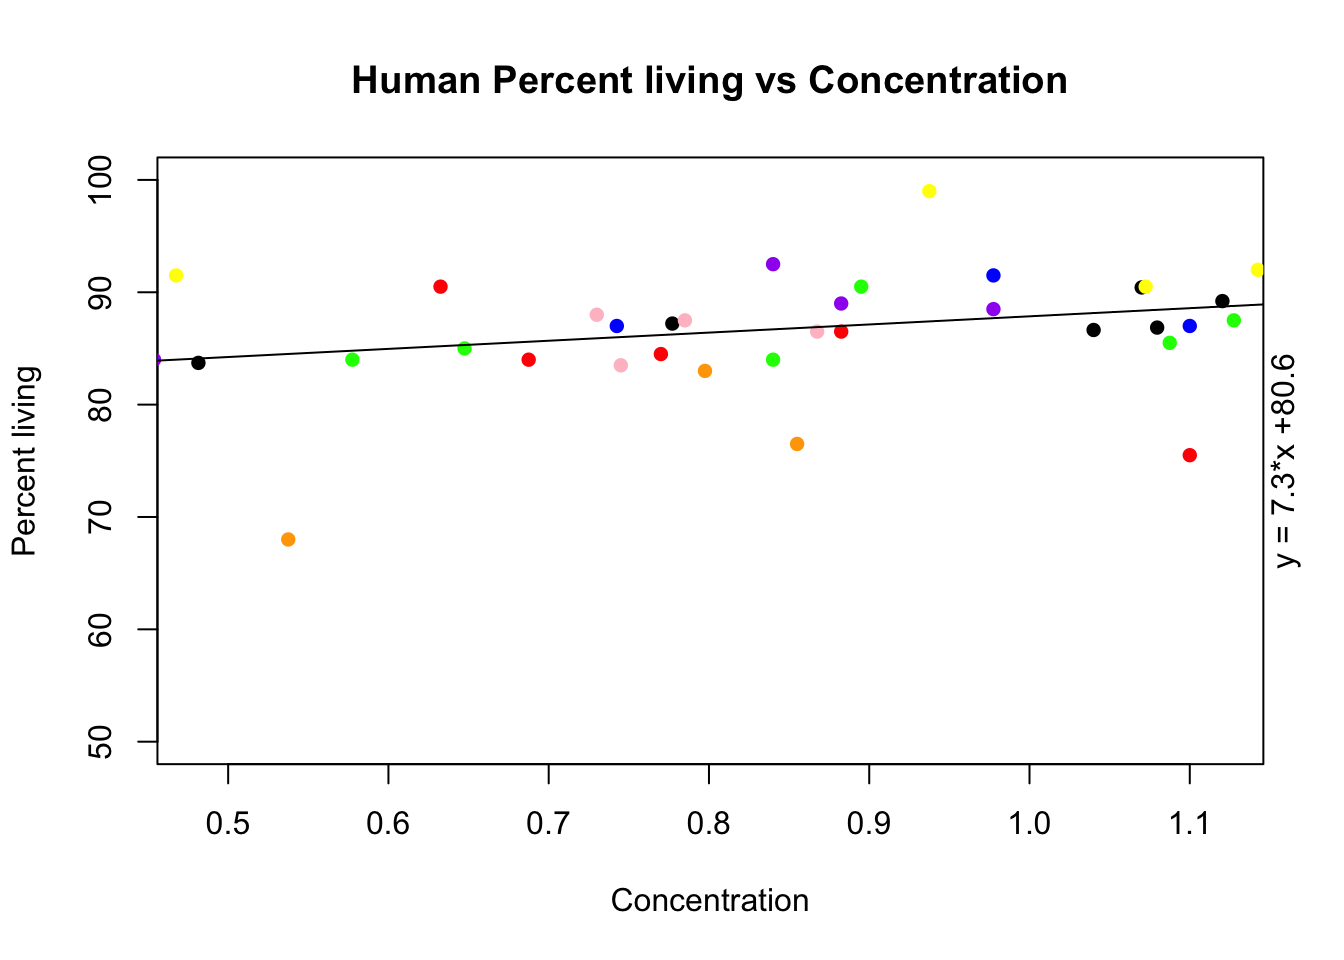 Human Percent living vs Concentration
100
90
80
70
60
50
Percent living
y = 7.3*x +80.6
0.5 0.6 0.7 0.8 0.9 1.0 1.1
Concentration